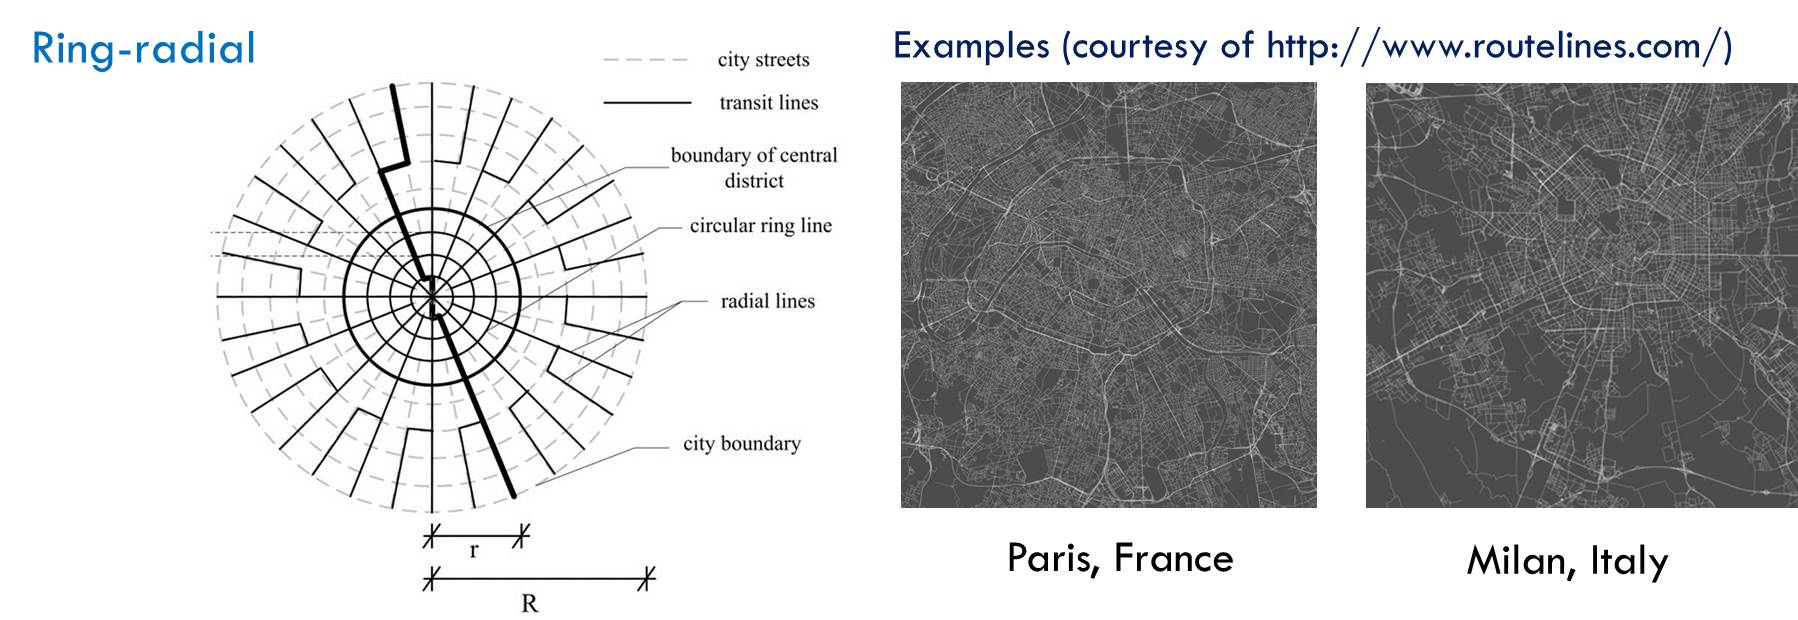 Ring-radial
city streets
transit lines
boundary of central
district
circular ring line
radial lines
city boundary
r
R
Examples (courtesy of http://www.routelines.com/)
Paris, France
Milan, Italy